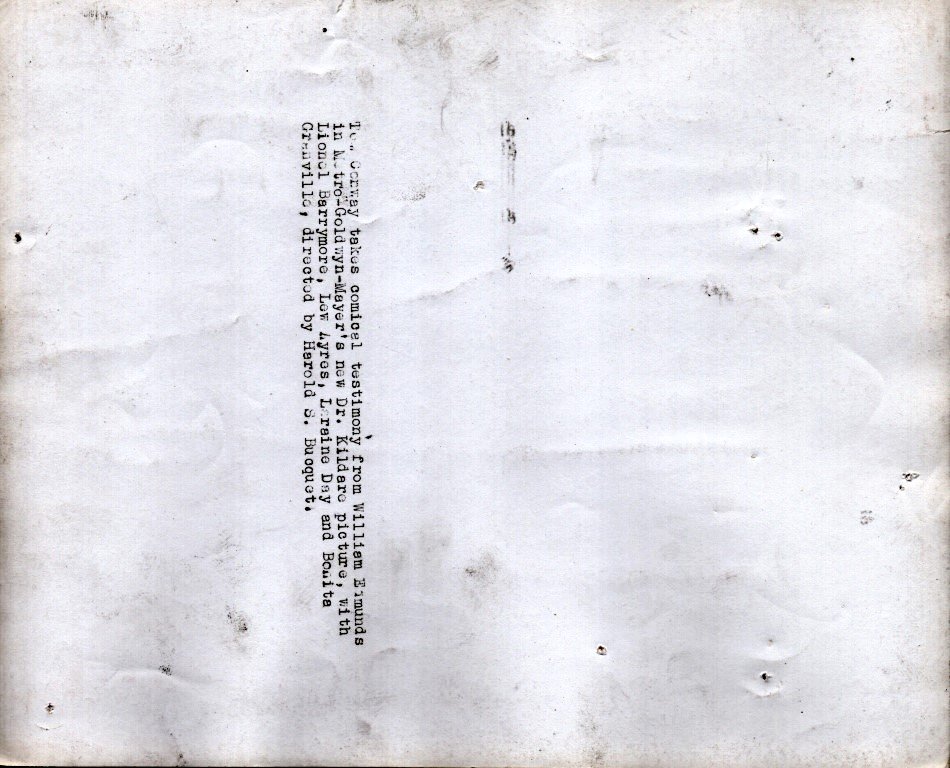 Tom Conway takes comical testimony from William Edmunds
in Metro-Goldwyn-Mayer's new Dr. Kildare picture, with
Lionel Barrymore, Lew Ayres, Laraine Day and Bonita
Granville, directed by Harold S. Bucquet.